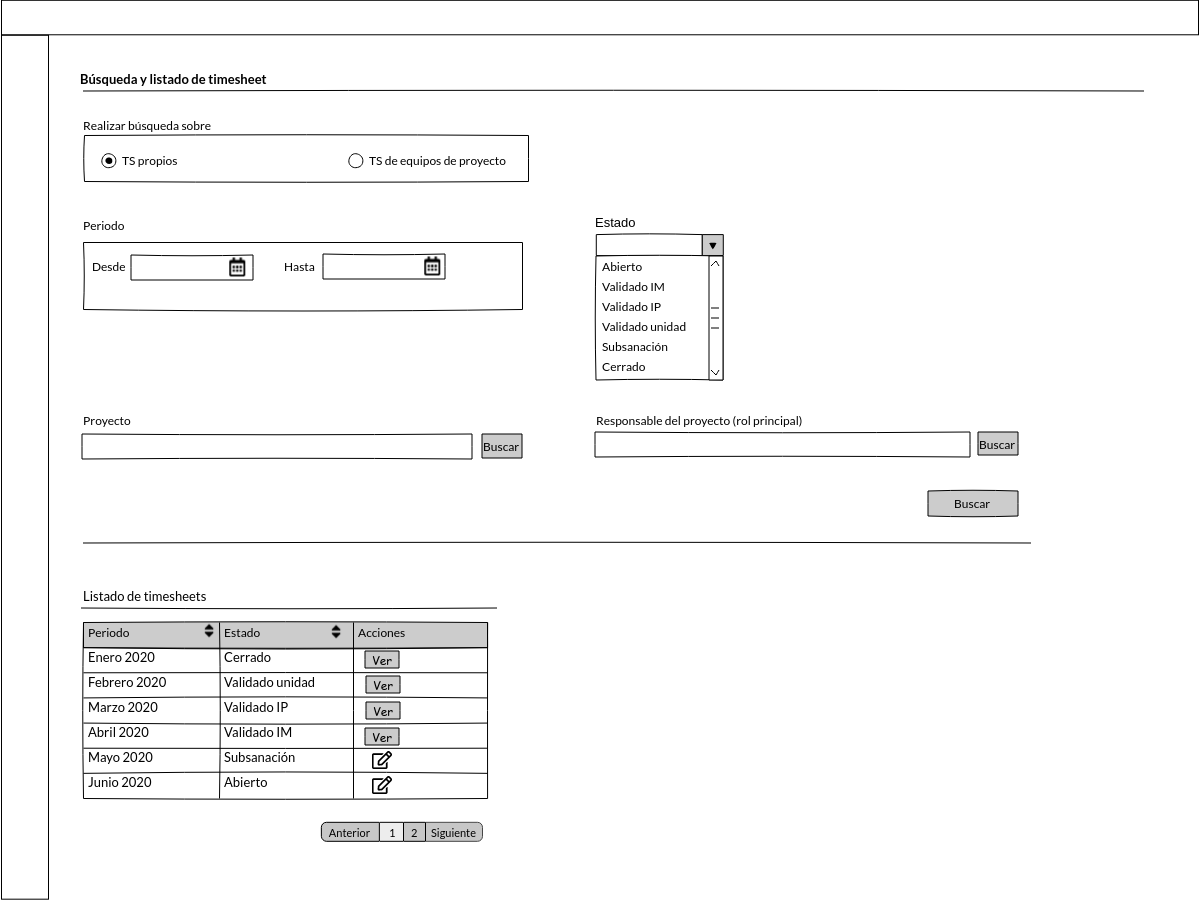 Búsqueda y listado de timesheet
Realizar búsqueda sobre
TS propios TS de equipos de proyecto
Periodo
Desde Hasta
Estado
Abierto
Validado IM
Validado IP
Validado unidad
Subsanación
Cerrado
Proyecto
Buscar
Responsable del proyecto (rol principal)
Buscar
Buscar
Listado de timesheets
Periodo Estado Acciones
Enero 2020 Cerrado Ver
Febrero 2020 Validado unidad Ver
Marzo 2020 Validado IP Ver
Abril 2020 Validado IM Ver
Mayo 2020 Subsanación
Junio 2020 Abierto
Anterior 1 2 Siguiente